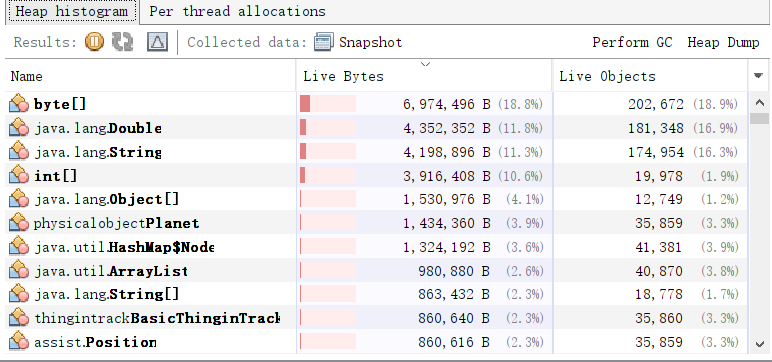 Heap histogram Per thread allocations
Results: Collected data: Snapshot Perform GC Heap Dump
Name Live Bytes Live Objects
byte[] 6,974,496 B (18.8%) 202,672 (18.9%)
java.lang.Double 4,352,352 B (11.8%) 181,348 (16.9%)
java.lang.String 4,198,896 B (11.3%) 174,954 (16.3%)
int[] 3,916,408 B (10.6%) 19,978 (1.9%)
java.lang.Object[] 1,530,976 B (4.1%) 12,749 (1.2%)
physicalobjectPlanet 1,434,360 B (3.9%) 35,859 (3.3%)
java.util.HashMap$Node 1,324,192 B (3.6%) 41,381 (3.9%)
java.util.ArrayList 980,880 B (2.6%) 40,870 (3.8%)
java.lang.String[] 863,432 B (2.3%) 18,778 (1.7%)
thingintrackBasicThinginTrack 860,640 B (2.3%) 35,860 (3.3%)
assist.Position 860,616 B (2.3%) 35,859 (3.3%)